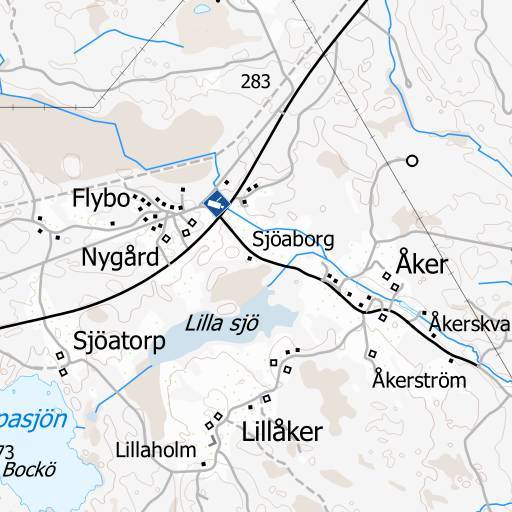 283
Flybo
Sjöaborg
Nygård
Åker
Lilla sjö
Åkerskva
Sjöatorp
Åkerström
pasjön
Lillåker
73
Lillaholm
Bockö